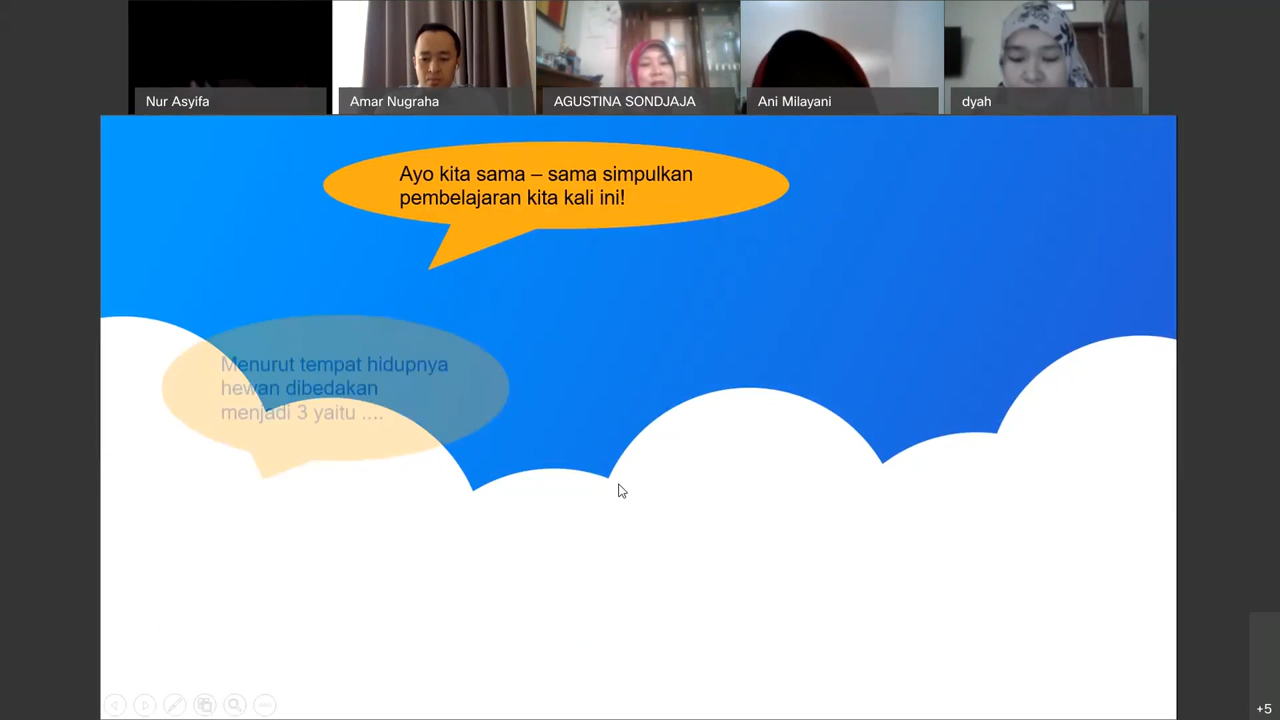 Nur Asyifa
Amar Nugraha
AGUSTINA SONDJAJA
Ani Milayani
dyah
Ayo kita sama – sama simpulkan
pembelajaran kita kali ini!
Menurut tempat hidupnya
hewan dibedakan
menjadi 3 yaitu ....
+5